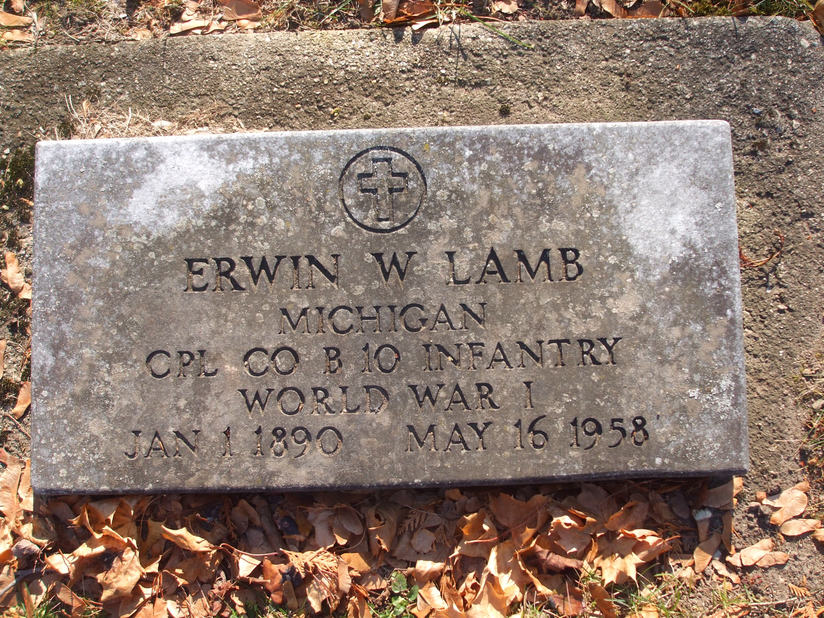 ERWIN W LAMB
MICHIGAN
CPL CO B 10 INFANTRY
WORLD WAR I
JAN 1 1890 MAY 16 1958